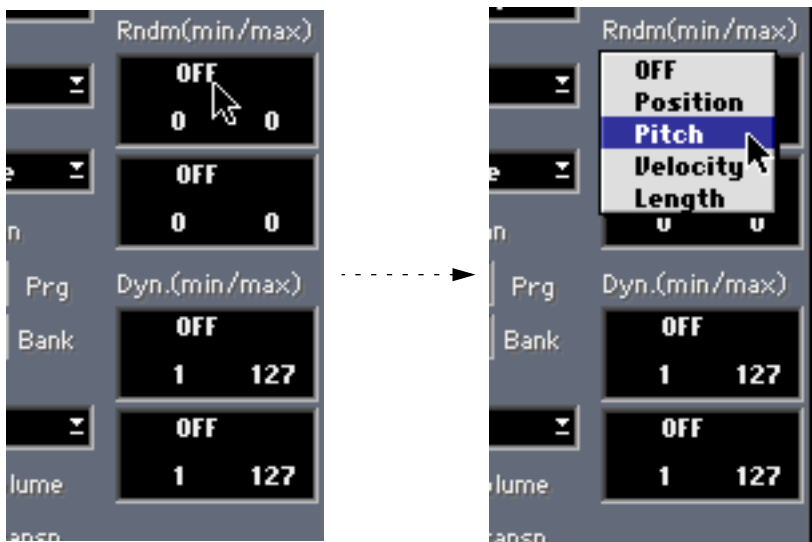 Rndm(min/max)
OFF
0 0
OFF
0 0
Prg
Dyn.(min/max)
OFF
Bank
1 127
OFF
1 127
Rndm(min/max)
OFF
Position
Pitch
Velocity
Length
0 0
Prg
Dyn.(min/max)
OFF
Bank
1 127
OFF
1 127